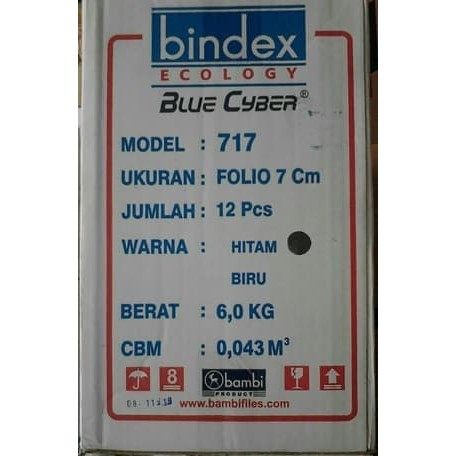 bindex
ECOLOGY
BLUE CYBER®
MODEL : 717
UKURAN : FOLIO 7 Cm
JUMLAH : 12 Pcs
WARNA : HITAM
BIRU
BERAT : 6,0 KG
CBM : 0,043 M³
8
bambi
PRODUCT
www.bambifiles.com